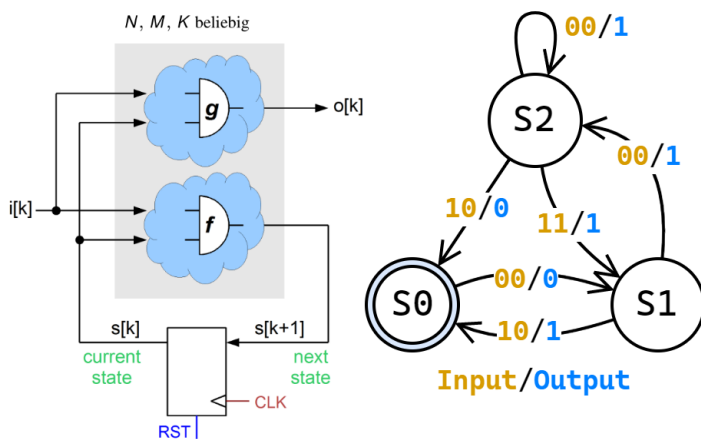 N, M, K beliebig
g
o[k]
i[k]
f
s[k]
s[k+1]
current
state
next
state
CLK
RST
00/1
S2
00/1
10/0
11/1
S0
00/0
S1
10/1
Input/Output